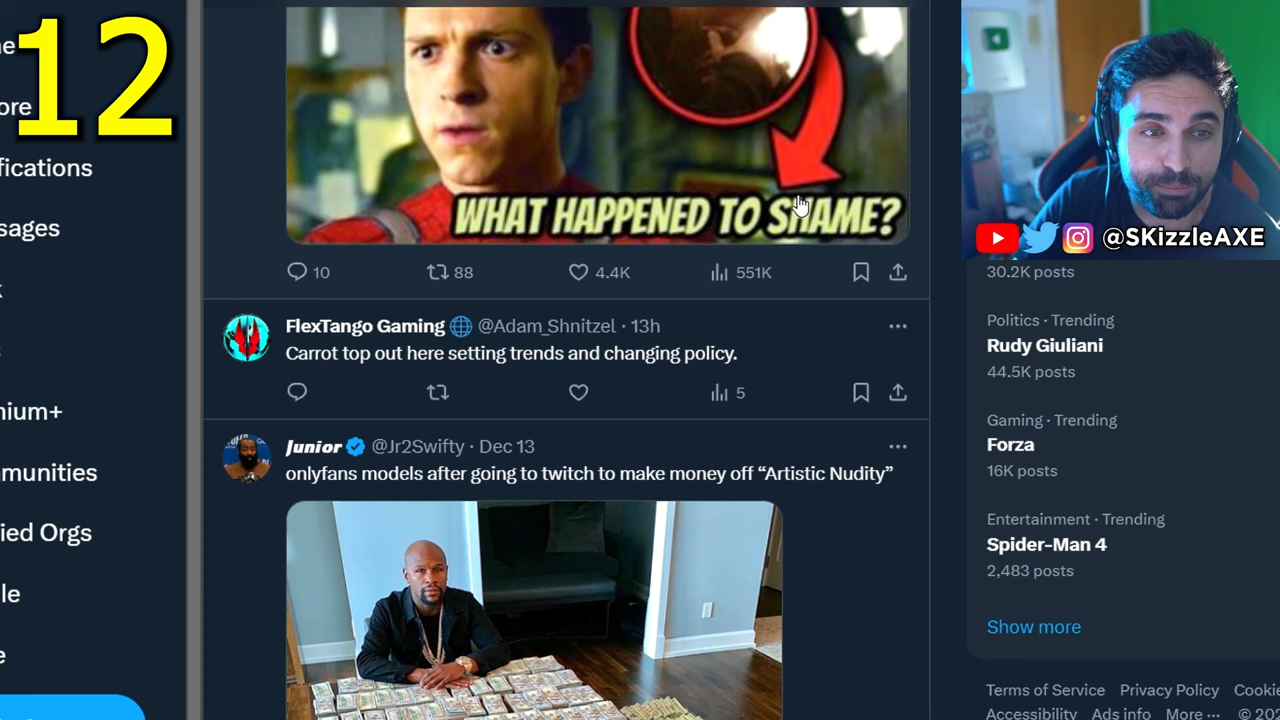 12
ore
ifications
sages
k
mium+
munities
ied Orgs
le
e
WHAT HAPPENED TO SHAME?
10
88
4.4K
551K
FlexTango Gaming @Adam_Shnitzel · 13h
Carrot top out here setting trends and changing policy.
5
Junior @Jr2Swifty · Dec 13
onlyfans models after going to twitch to make money off “Artistic Nudity”
@SKizzleAXE
30.2K posts
Politics · Trending
Rudy Giuliani
44.5K posts
Gaming · Trending
Forza
16K posts
Entertainment · Trending
Spider-Man 4
2,483 posts
Show more
Terms of Service Privacy Policy Cookie
Accessibility Ads info More ··· © 202